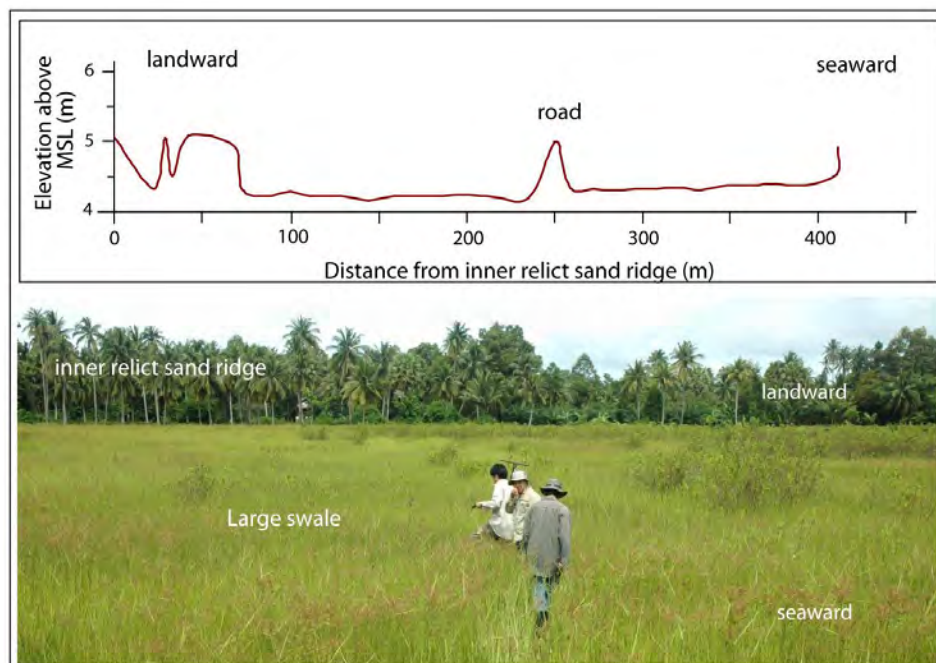 landward
seaward
road
Elevation above
MSL (m)
6
5
4
0
100
200
300
400
Distance from inner relict sand ridge (m)
inner relict sand ridge
landward
Large swale
seaward